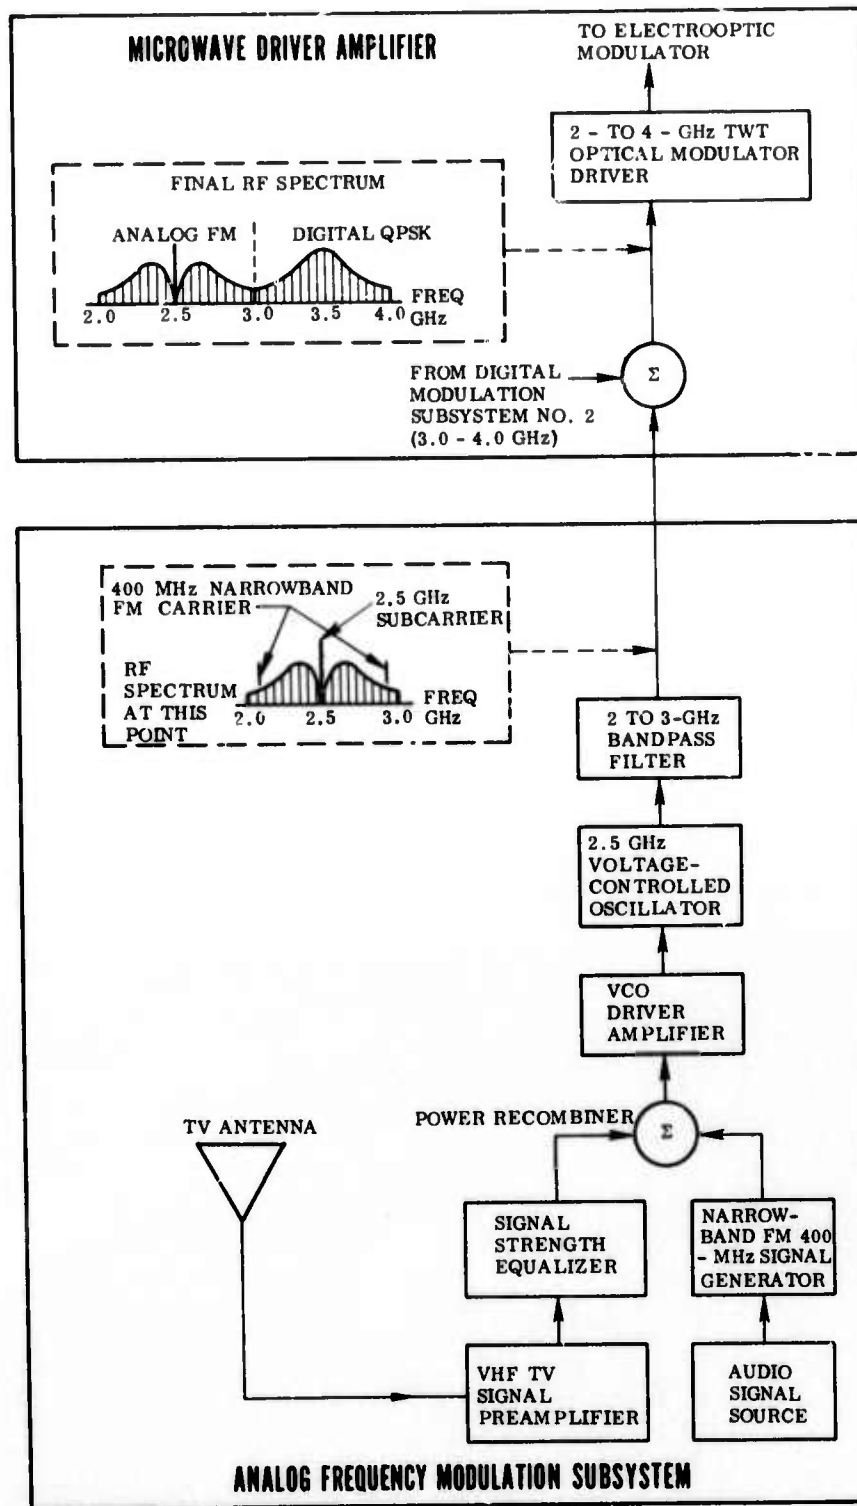 MICROWAVE DRIVER AMPLIFIER
TO ELECTROOPTIC
MODULATOR
2 - TO 4 - GHz TWT
OPTICAL MODULATOR
DRIVER
FINAL RF SPECTRUM
ANALOG FM
DIGITAL QPSK
2.0 2.5 3.0 3.5 4.0
FREQ
GHz
Σ
FROM DIGITAL
MODULATION
SUBSYSTEM NO. 2
(3.0 - 4.0 GHz)
400 MHz NARROWBAND
FM CARRIER
2.5 GHz
SUBCARRIER
RF
SPECTRUM
AT THIS
POINT
2.0 2.5 3.0
FREQ
GHz
2 TO 3-GHz
BANDPASS
FILTER
2.5 GHz
VOLTAGE-
CONTROLLED
OSCILLATOR
VCO
DRIVER
AMPLIFIER
POWER RECOMBINER
Σ
TV ANTENNA
SIGNAL
STRENGTH
EQUALIZER
NARROW-
BAND FM 400
- MHz SIGNAL
GENERATOR
VHF TV
SIGNAL
PREAMPLIFIER
AUDIO
SIGNAL
SOURCE
ANALOG FREQUENCY MODULATION SUBSYSTEM